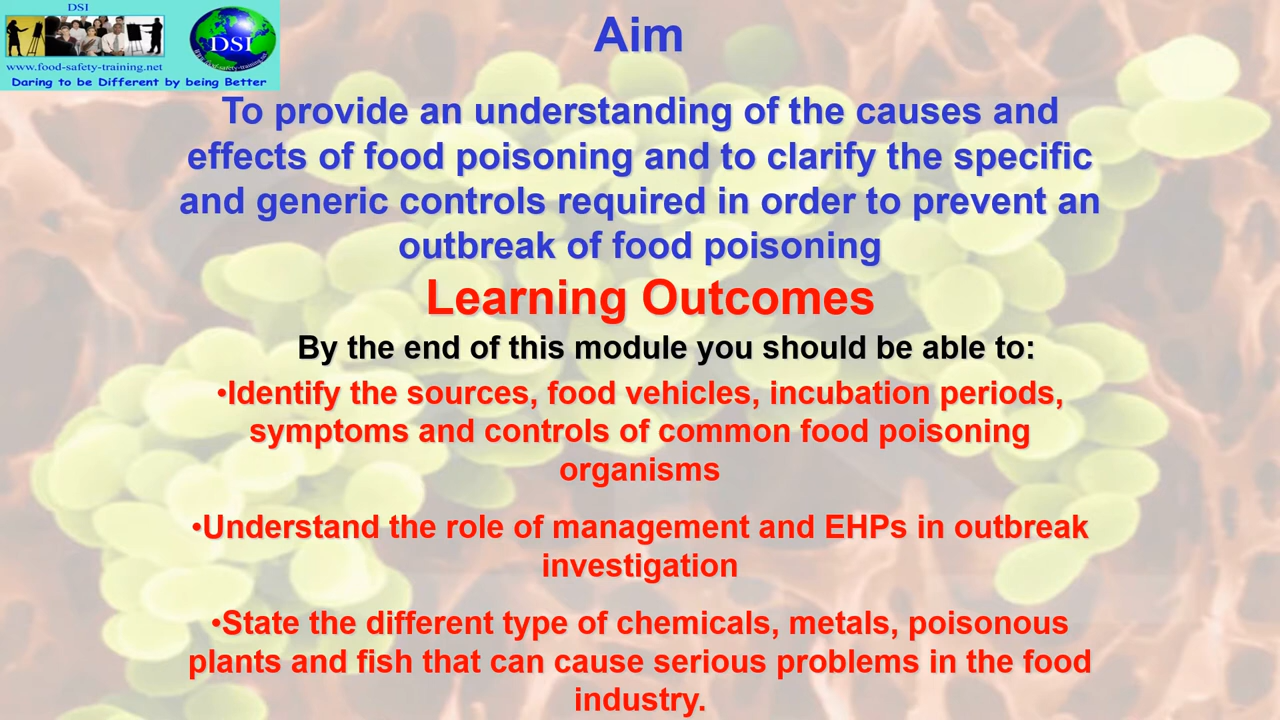 DSI
DSI
www.food-safety-training.net
Daring to be Different by being Better
Aim
To provide an understanding of the causes and
effects of food poisoning and to clarify the specific
and generic controls required in order to prevent an
outbreak of food poisoning
Learning Outcomes
By the end of this module you should be able to:
•Identify the sources, food vehicles, incubation periods,
symptoms and controls of common food poisoning
organisms
•Understand the role of management and EHPs in outbreak
investigation
•State the different type of chemicals, metals, poisonous
plants and fish that can cause serious problems in the food
industry.